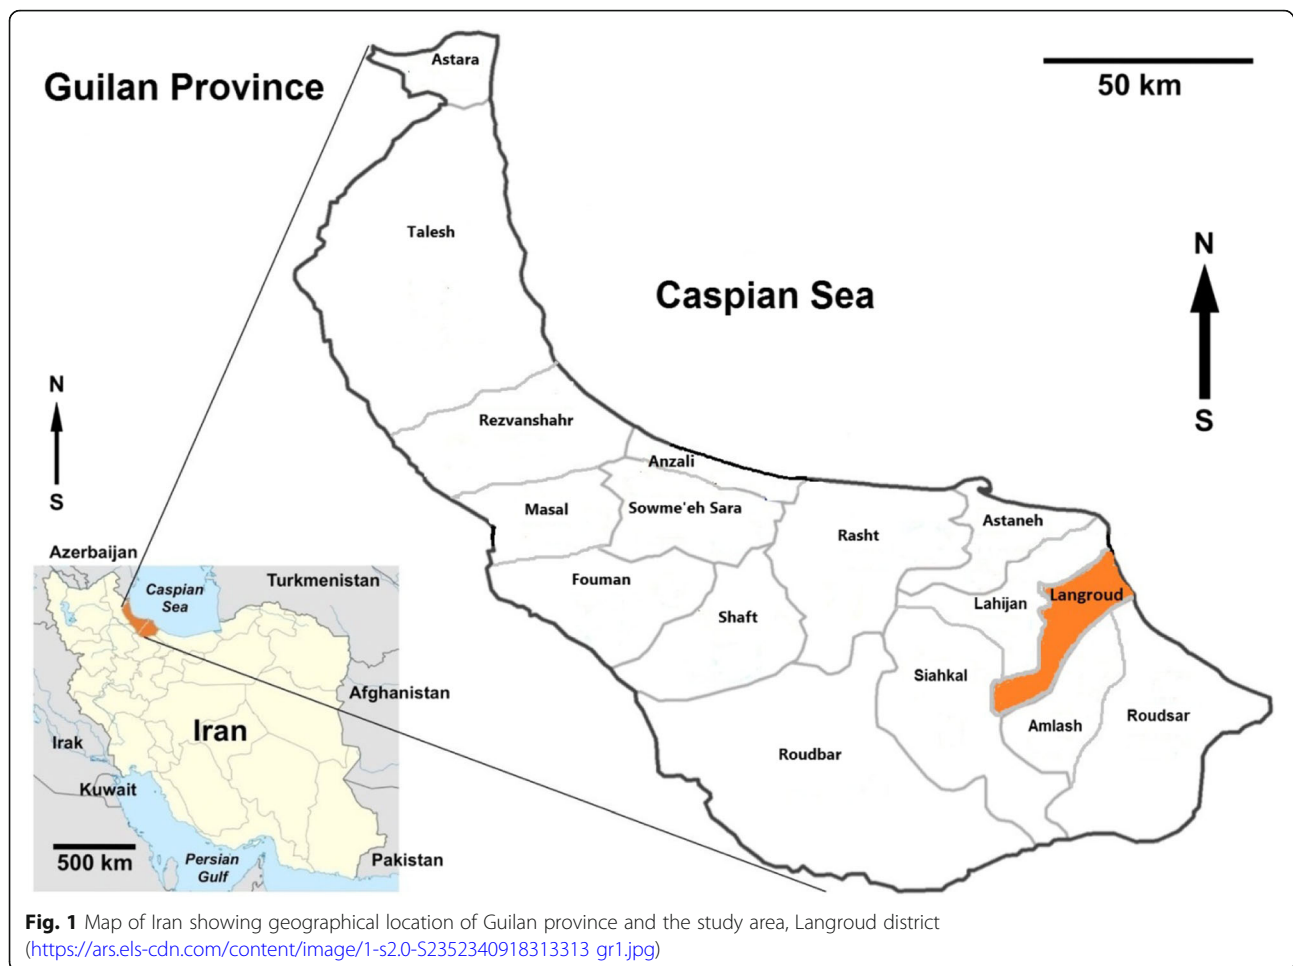 Guilan Province
Astara
50 km
Talesh
Caspian Sea
N
S
N
S
Rezvanshahr
Anzali
Masal
Sowme'eh Sara
Rasht
Astaneh
Fouman
Shaft
Lahijan
Langroud
Siahkal
Amlash
Roudsar
Roudbar
Azerbaijan
Caspian
Sea
Turkmenistan
Afghanistan
Iran
Irak
Kuwait
500 km
Persian
Gulf
Pakistan
Fig. 1 Map of Iran showing geographical location of Guilan province and the study area, Langroud district
(https://ars.els-cdn.com/content/image/1-s2.0-S2352340918313313 gr1.jpg)